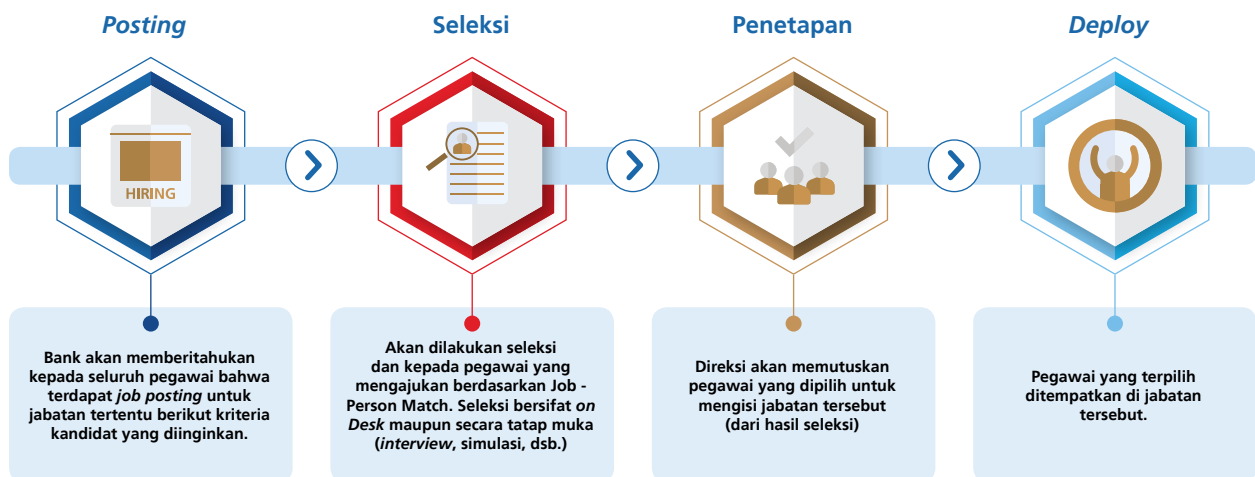 Posting
Seleksi
Penetapan
Deploy
HIRING
Bank akan memberitahukan
kepada seluruh pegawai bahwa
terdapat job posting untuk
jabatan tertentu berikut kriteria
kandidat yang diinginkan.
Akan dilakukan seleksi
dan kepada pegawai yang
mengajukan berdasarkan Job -
Person Match. Seleksi bersifat on
Desk maupun secara tatap muka
(interview, simulasi, dsb.)
Direksi akan memutuskan
pegawai yang dipilih untuk
mengisi jabatan tersebut
(dari hasil seleksi)
Pegawai yang terpilih
ditempatkan di jabatan
tersebut.